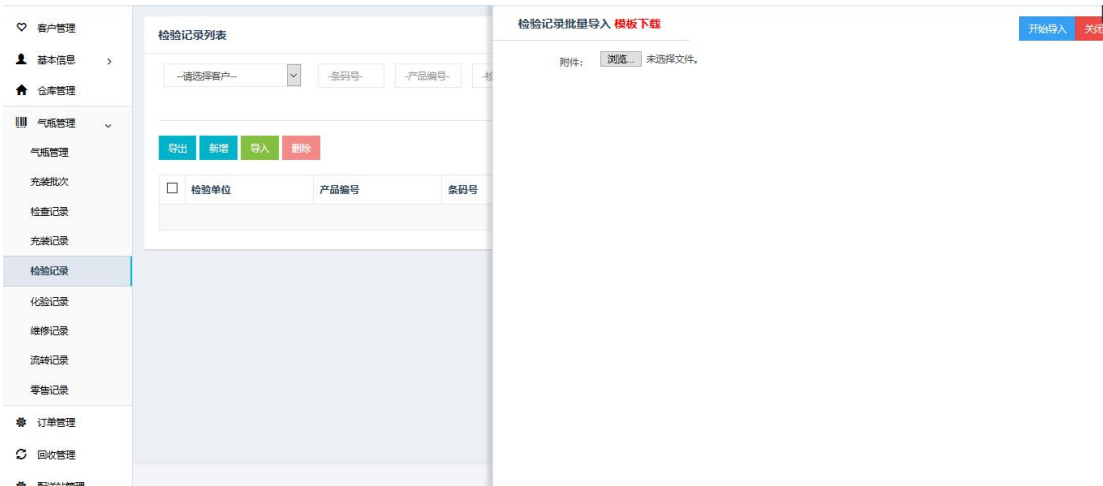 客户管理
基本信息
仓库管理
气瓶管理
气瓶管理
充装批次
检查记录
充装记录
检验记录
化验记录
维修记录
流转记录
零售记录
订单管理
回收管理
检验记录列表
--请选择客户--
-条码号-
-产品编号-
导出 新增 导入 删除
检验单位 产品编号 条码号
检验记录批量导入 模板下载
开始导入 关闭
附件: 浏览... 未选择文件。